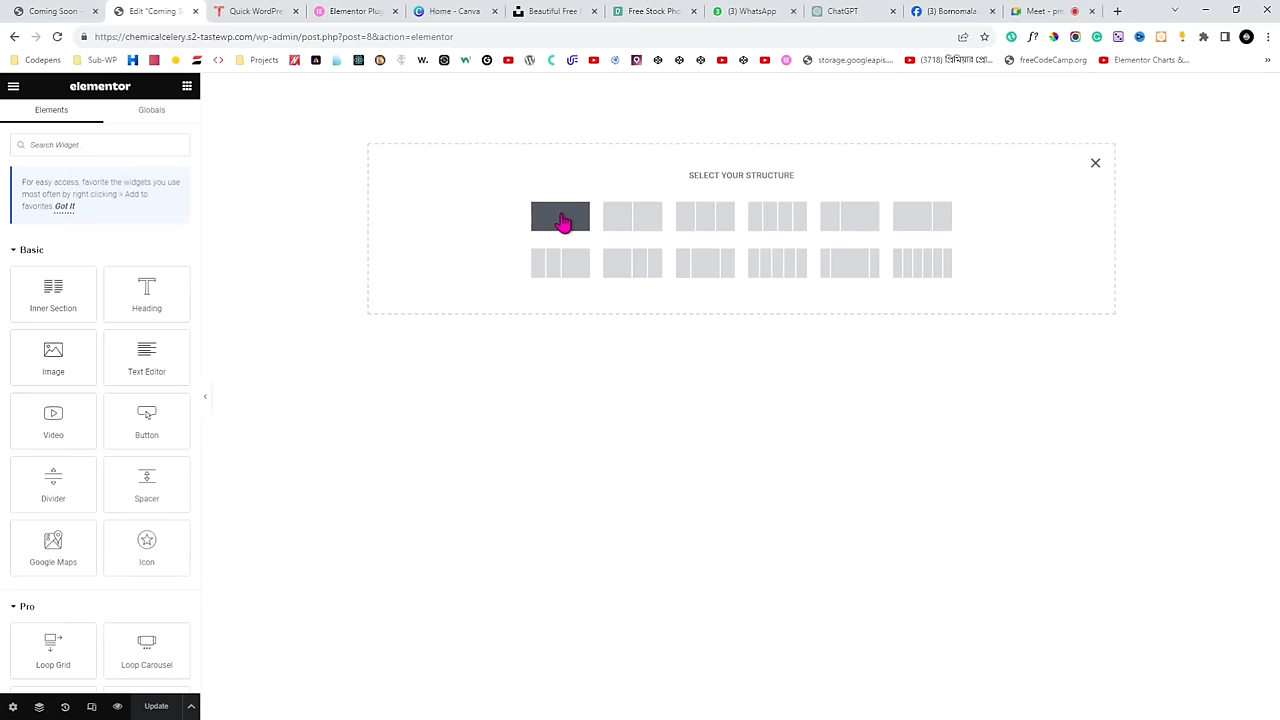 Coming Soon –
Edit "Coming S
Quick WordPre
Elementor Plug
Home - Canva
Beautiful Free I
Free Stock Pho
(3) WhatsApp
ChatGPT
(3) Bornomala
Meet - pm
https://chemicalcelery.s2-tastewp.com/wp-admin/post.php?post=8&action=elementor
Codepens
Sub-WP
Projects
storage.googleapis....
freeCodeCamp.org
Elementor Charts &...
elementor
Elements
Globals
Search Widget...
For easy access, favorite the widgets you use
most often by right clicking > Add to
favorites. Got It
SELECT YOUR STRUCTURE
Basic
Inner Section
Heading
Image
Text Editor
Video
Button
Divider
Spacer
Google Maps
Icon
Pro
Loop Grid
Loop Carousel
Update